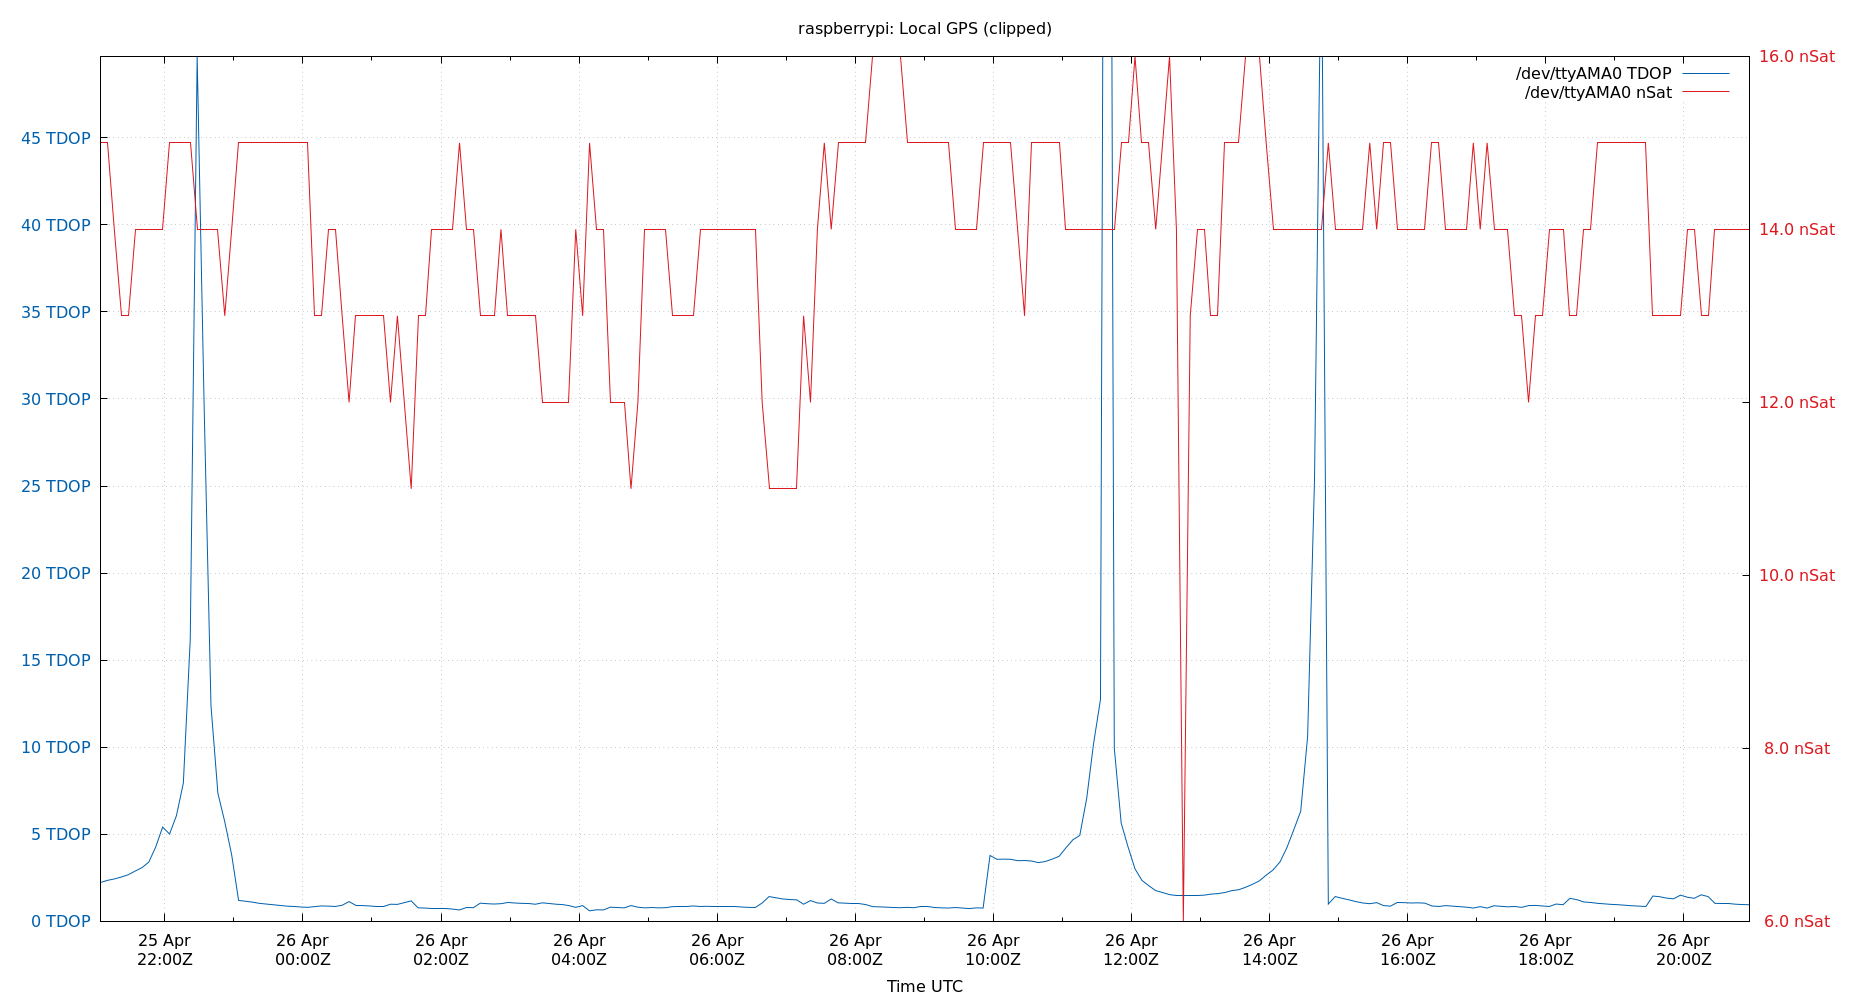 raspberrypi: Local GPS (clipped)
/dev/ttyAMA0 TDOP
/dev/ttyAMA0 nSat
45 TDOP
40 TDOP
35 TDOP
30 TDOP
25 TDOP
20 TDOP
15 TDOP
10 TDOP
5 TDOP
0 TDOP
16.0 nSat
14.0 nSat
12.0 nSat
10.0 nSat
8.0 nSat
6.0 nSat
25 Apr
22:00Z
26 Apr
00:00Z
26 Apr
02:00Z
26 Apr
04:00Z
26 Apr
06:00Z
26 Apr
08:00Z
26 Apr
10:00Z
26 Apr
12:00Z
26 Apr
14:00Z
26 Apr
16:00Z
26 Apr
18:00Z
26 Apr
20:00Z
Time UTC